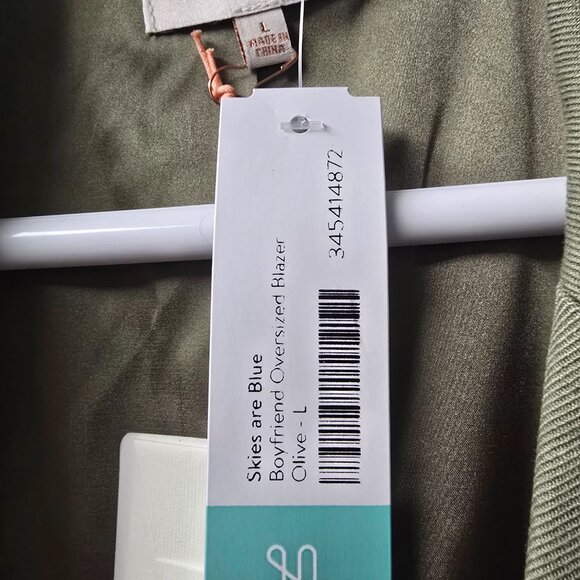 L
MADE IN
CHINA
Skies are Blue
Boyfriend Oversized Blazer
Olive - L
345414872